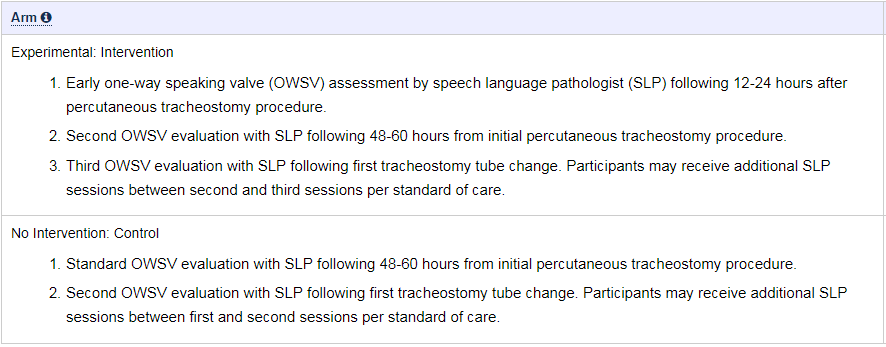 Arm
Experimental: Intervention
1. Early one-way speaking valve (OWSV) assessment by speech language pathologist (SLP) following 12-24 hours after
percutaneous tracheostomy procedure.
2. Second OWSV evaluation with SLP following 48-60 hours from initial percutaneous tracheostomy procedure.
3. Third OWSV evaluation with SLP following first tracheostomy tube change. Participants may receive additional SLP
sessions between second and third sessions per standard of care.
No Intervention: Control
1. Standard OWSV evaluation with SLP following 48-60 hours from initial percutaneous tracheostomy procedure.
2. Second OWSV evaluation with SLP following first tracheostomy tube change. Participants may receive additional SLP
sessions between first and second sessions per standard of care.